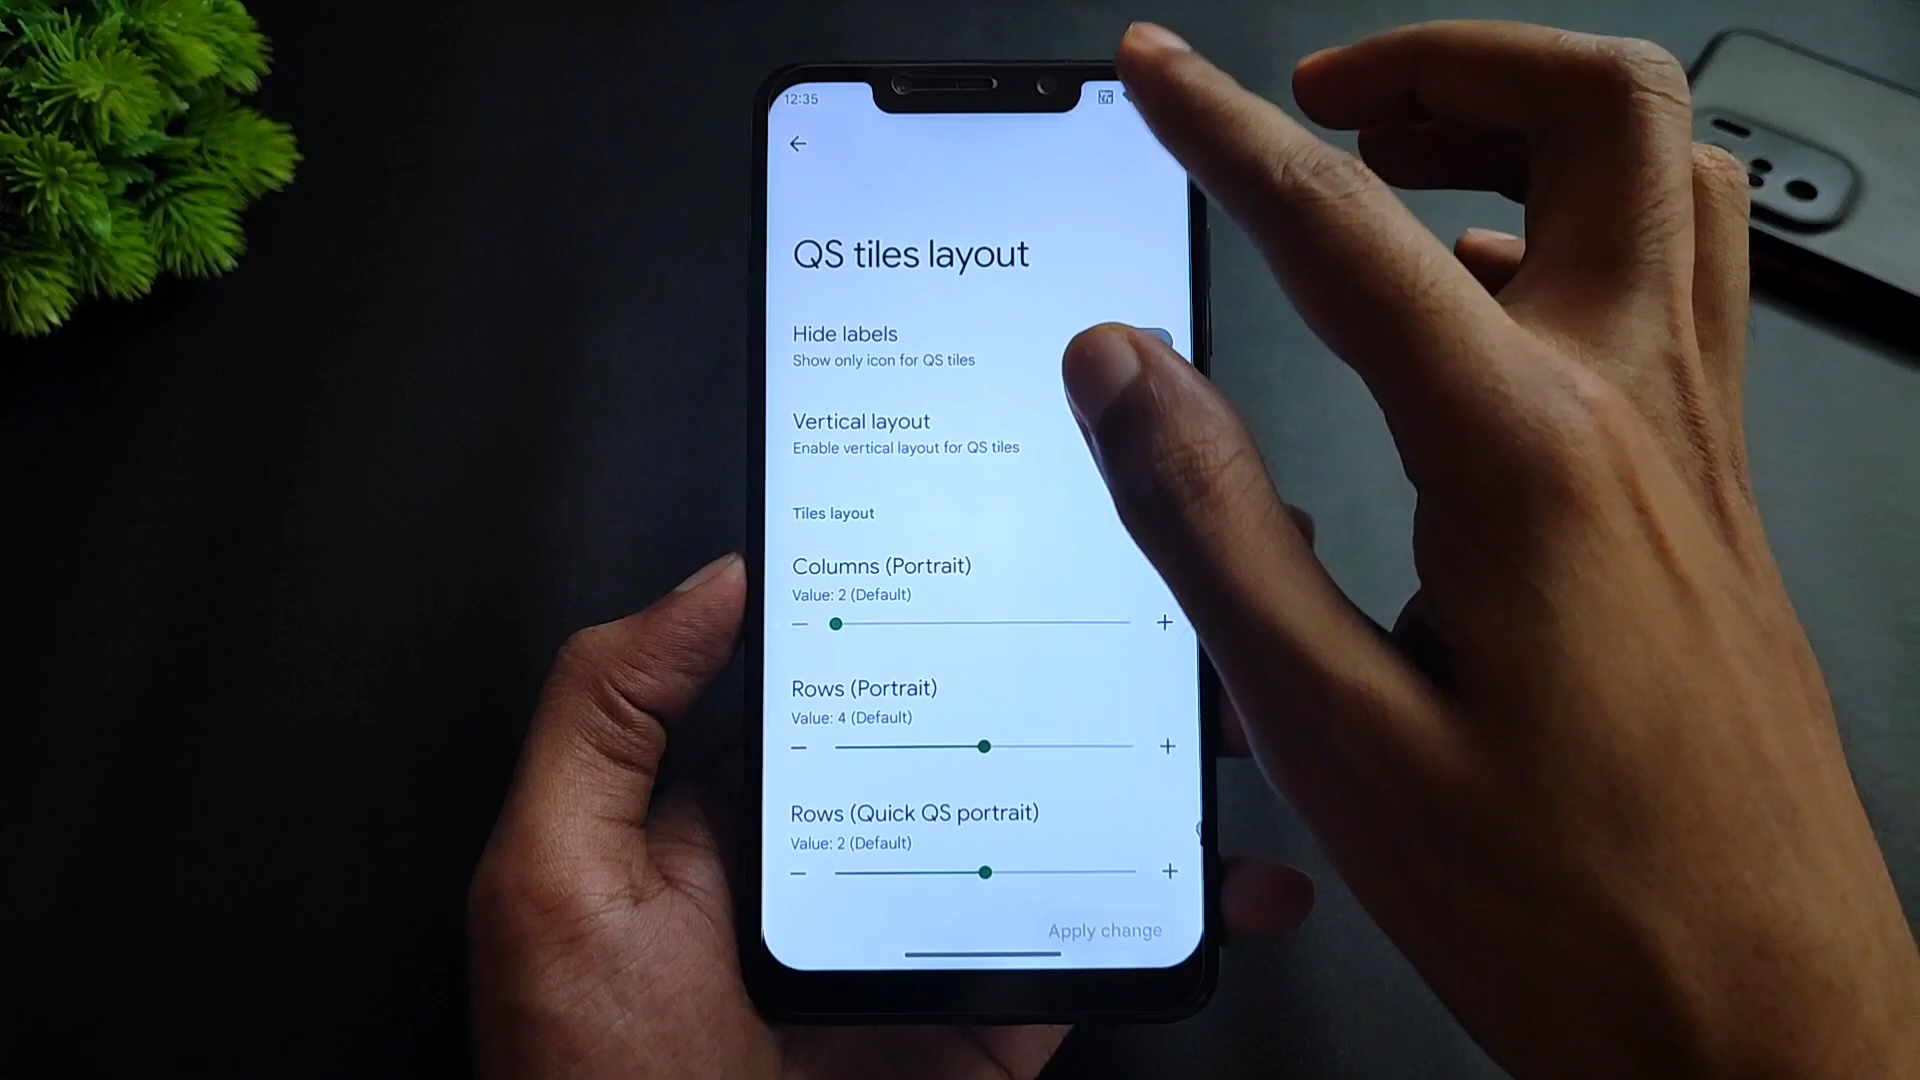 12:35
QS tiles layout
Hide labels
Show only icon for QS tiles
Vertical layout
Enable vertical layout for QS tiles
Tiles layout
Columns (Portrait)
Value: 2 (Default)
Rows (Portrait)
Value: 4 (Default)
Rows (Quick QS portrait)
Value: 2 (Default)
Apply change